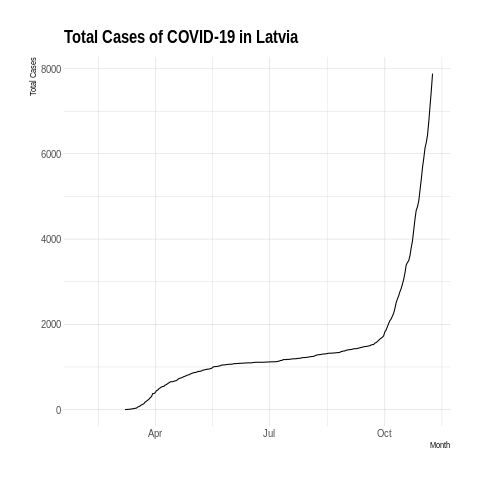 Total Cases of COVID-19 in Latvia
Total Cases
8000
6000
4000
2000
0
Apr Jul Oct
Month